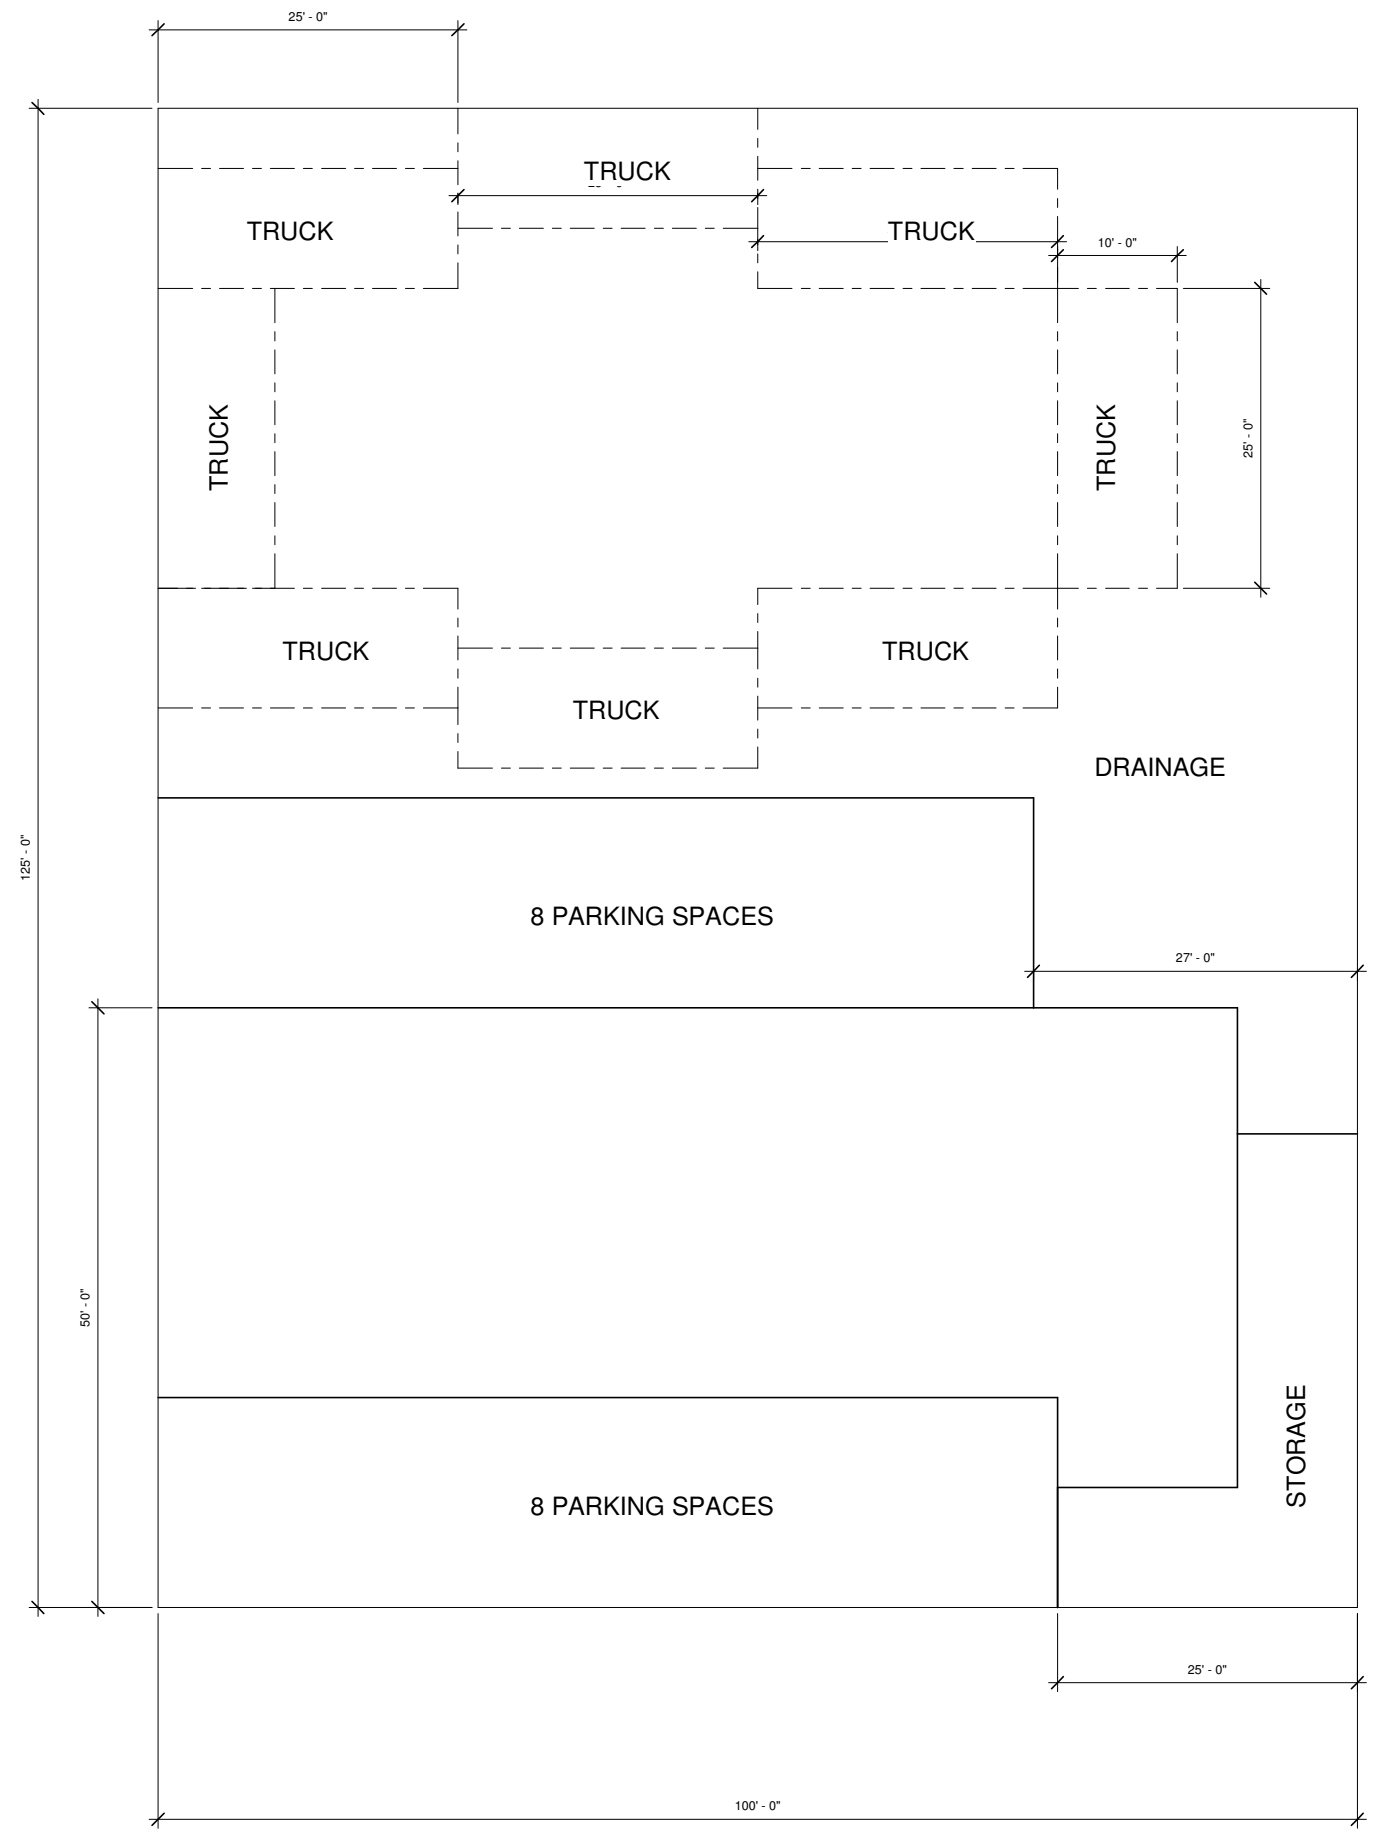 25' - 0"
TRUCK
TRUCK
TRUCK
10' - 0"
TRUCK
TRUCK
25' - 0"
TRUCK
TRUCK
TRUCK
DRAINAGE
125' - 0"
8 PARKING SPACES
27' - 0"
50' - 0"
STORAGE
8 PARKING SPACES
25' - 0"
100' - 0"